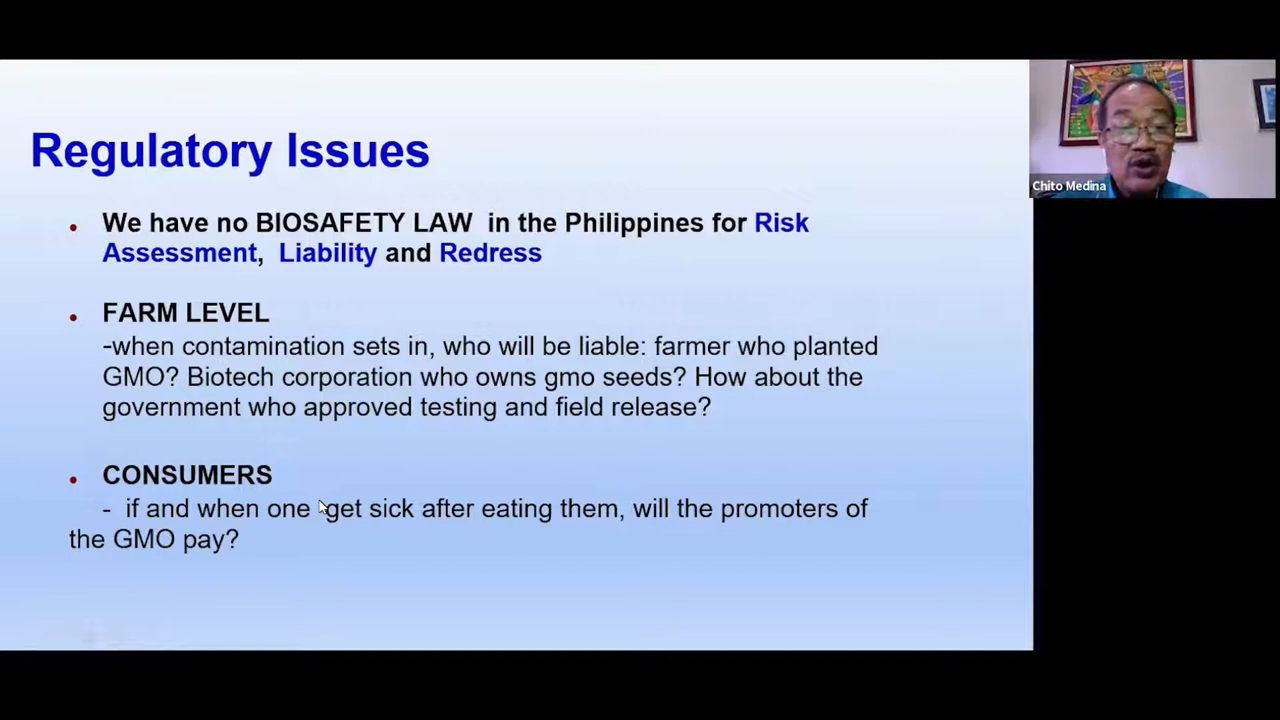 Regulatory Issues
We have no BIOSAFETY LAW in the Philippines for Risk
Assessment, Liability and Redress
FARM LEVEL
-when contamination sets in, who will be liable: farmer who planted
GMO? Biotech corporation who owns gmo seeds? How about the
government who approved testing and field release?
CONSUMERS
- if and when one get sick after eating them, will the promoters of
the GMO pay?
Chito Medina